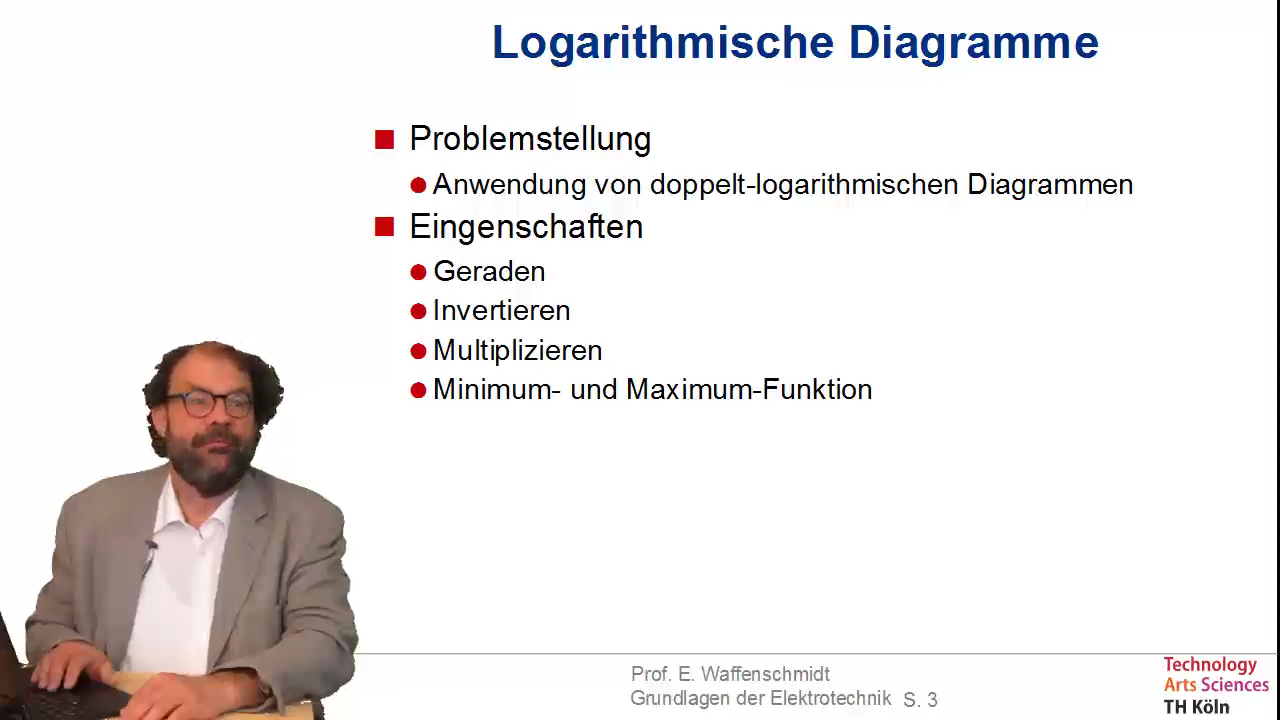 Logarithmische Diagramme
Problemstellung
Anwendung von doppelt-logarithmischen Diagrammen
Eingenschaften
Geraden
Invertieren
Multiplizieren
Minimum- und Maximum-Funktion
Prof. E. Waffenschmidt
Grundlagen der Elektrotechnik S. 3
Technology
Arts Sciences
TH Köln